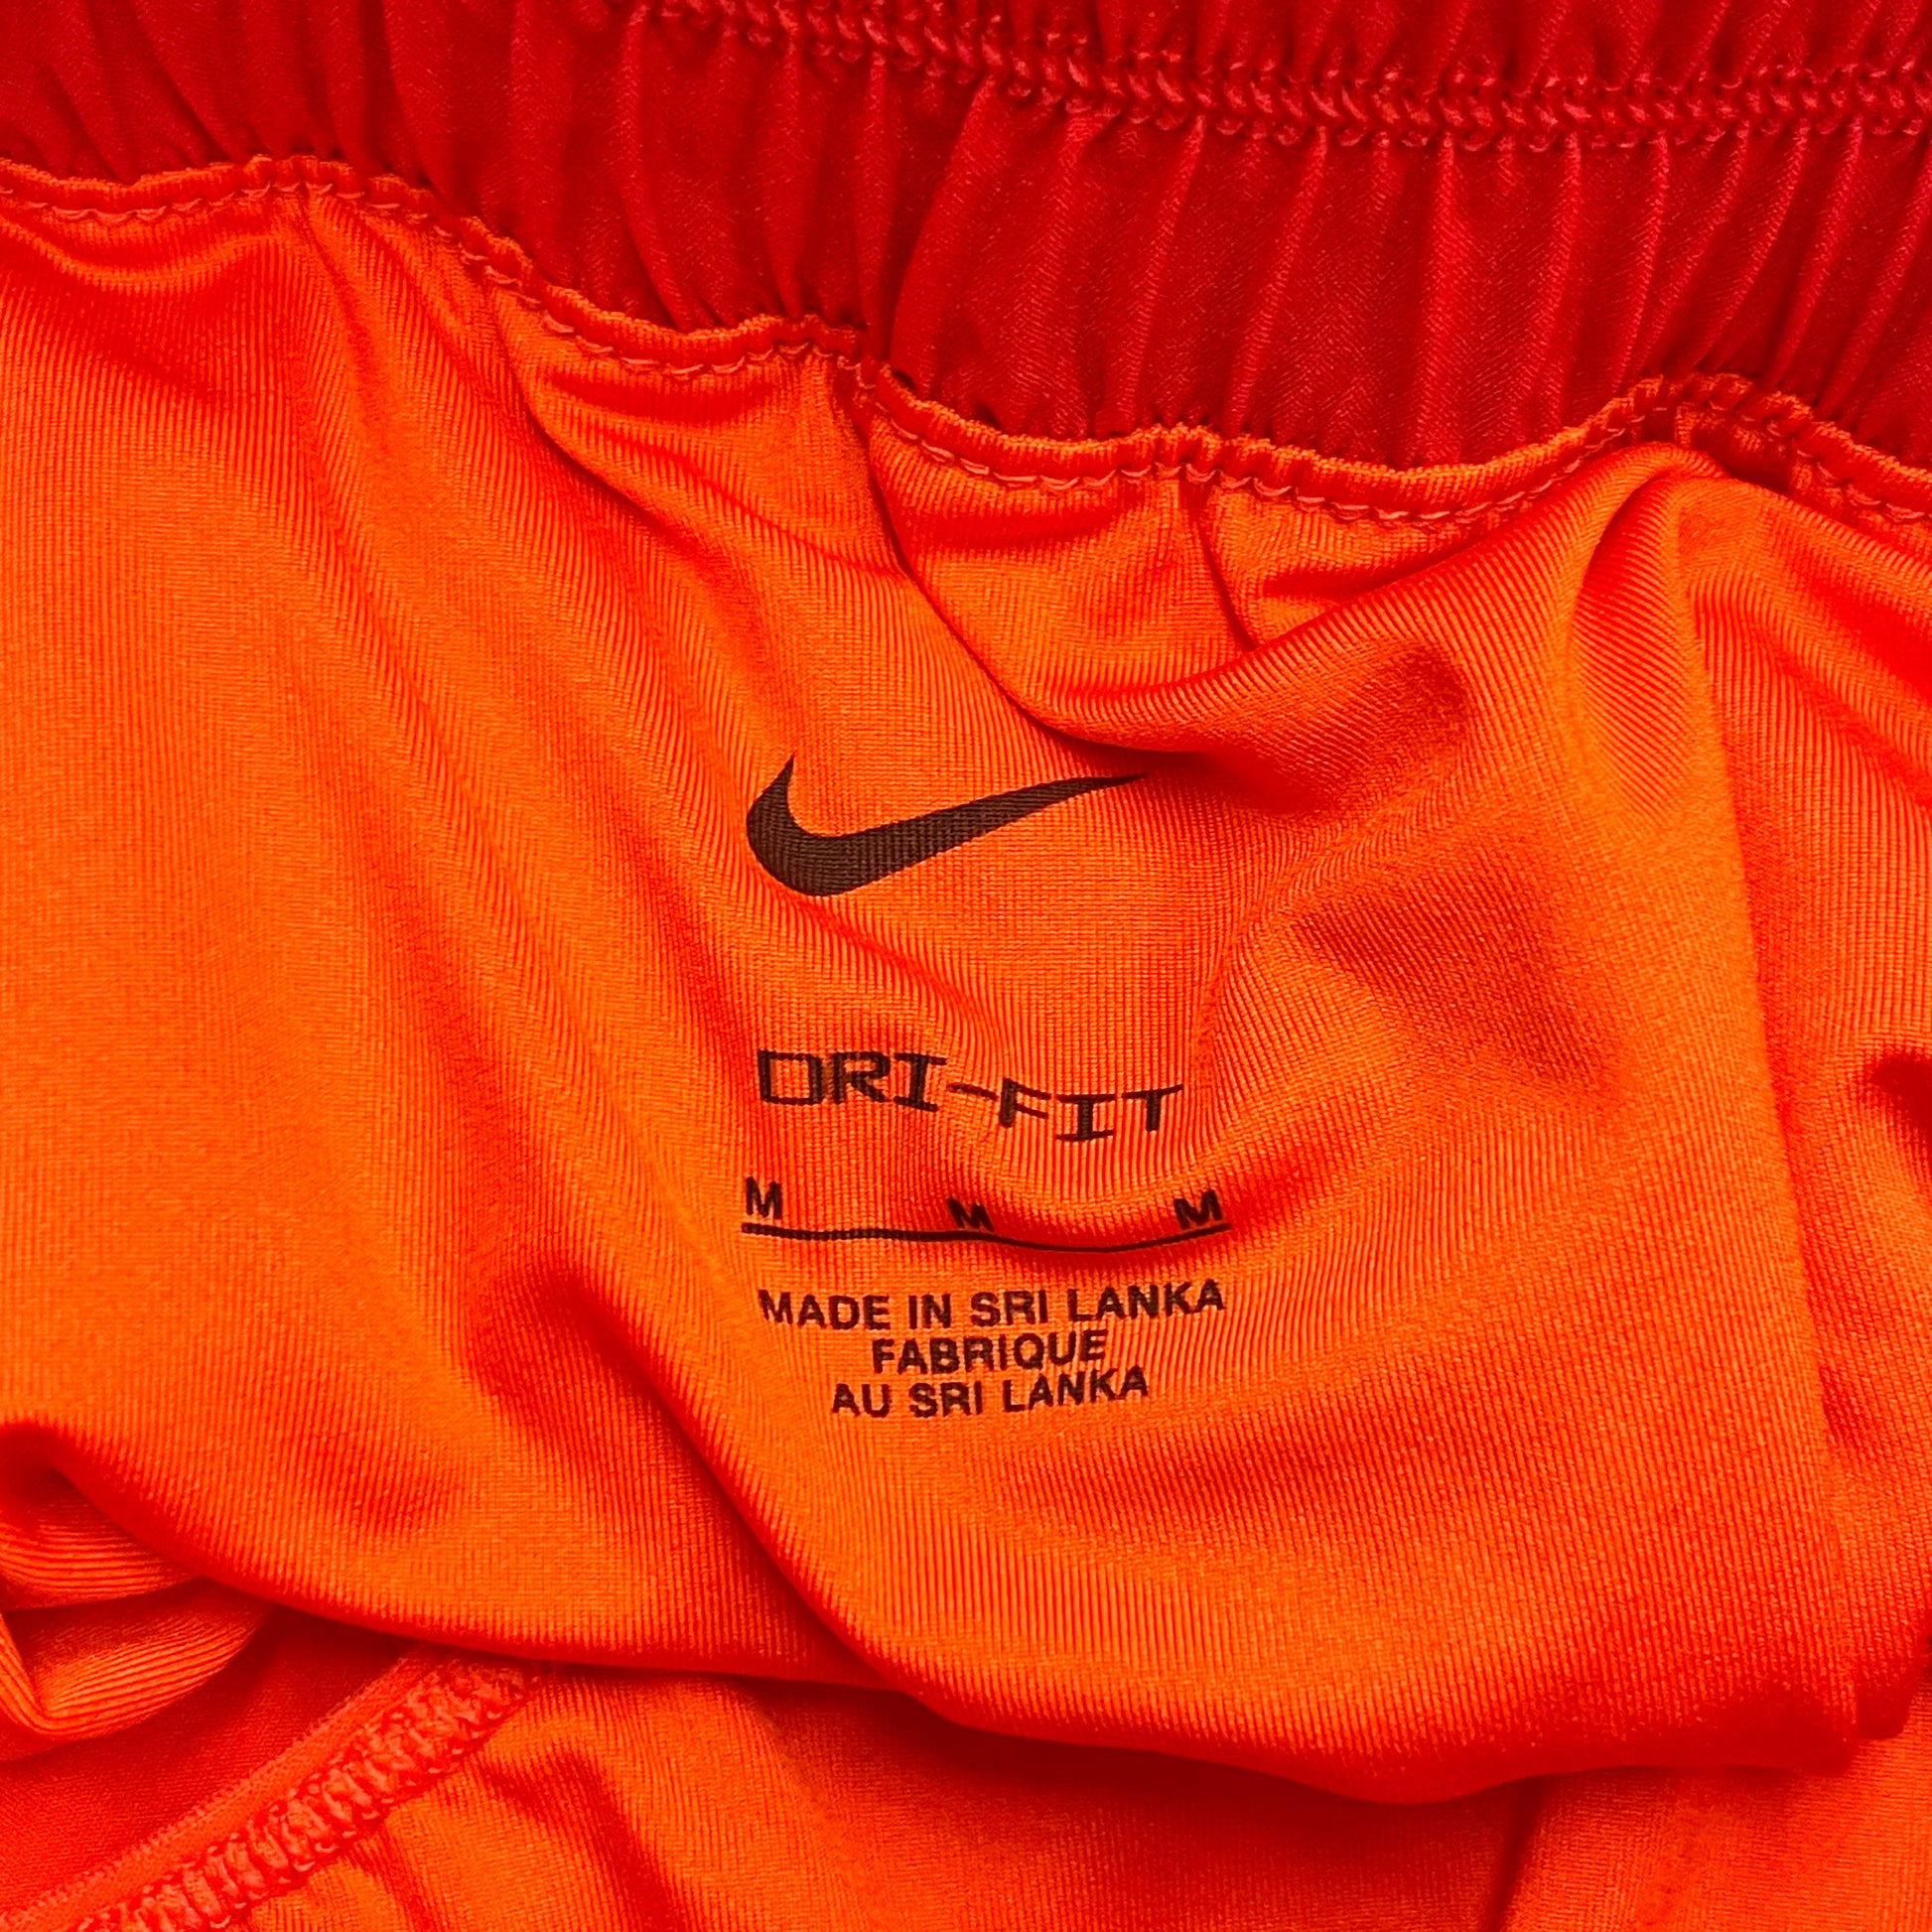 DRI-FIT
M M M
MADE IN SRI LANKA
FABRIQUE
AU SRI LANKA